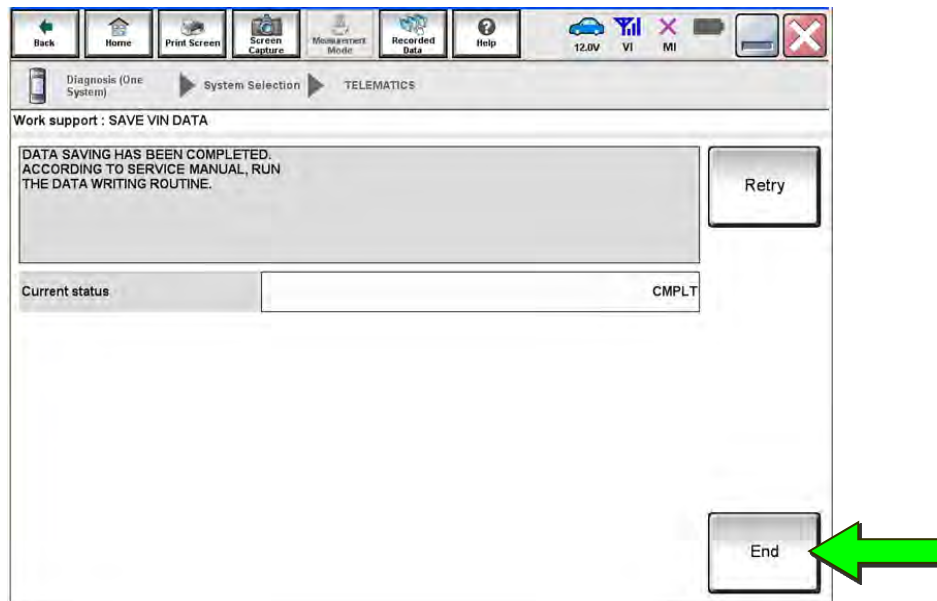 Back
Home
Print Screen
Screen
Capture
Measurement
Mode
Recorded
Data
Help
12.0V VI MI
Diagnosis (One
System)
System Selection
TELEMATICS
Work support : SAVE VIN DATA
DATA SAVING HAS BEEN COMPLETED.
ACCORDING TO SERVICE MANUAL, RUN
THE DATA WRITING ROUTINE.
Retry
Current status
CMPLT
End